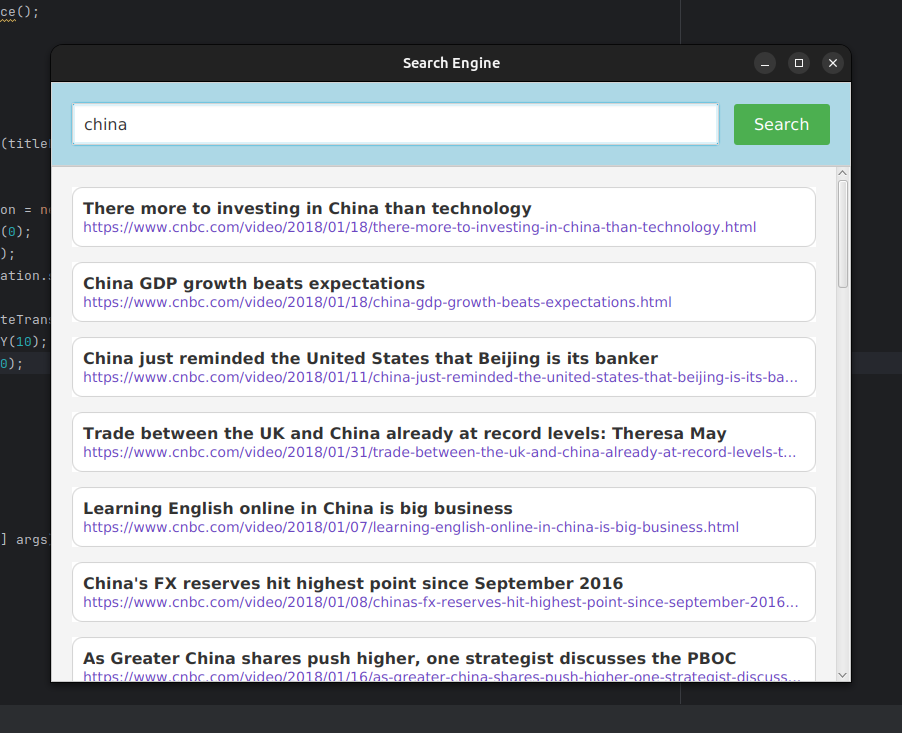 ce();
Search Engine
china
Search
(title
on = n
(0);
);
ation.
teTrans
Y(10);
0);
] args
There more to investing in China than technology
https://www.cnbc.com/video/2018/01/18/there-more-to-investing-in-china-than-technology.html
China GDP growth beats expectations
https://www.cnbc.com/video/2018/01/18/china-gdp-growth-beats-expectations.html
China just reminded the United States that Beijing is its banker
https://www.cnbc.com/video/2018/01/11/china-just-reminded-the-united-states-that-beijing-is-its-ba...
Trade between the UK and China already at record levels: Theresa May
https://www.cnbc.com/video/2018/01/31/trade-between-the-uk-and-china-already-at-record-levels-t...
Learning English online in China is big business
https://www.cnbc.com/video/2018/01/07/learning-english-online-in-china-is-big-business.html
China's FX reserves hit highest point since September 2016
https://www.cnbc.com/video/2018/01/08/chinas-fx-reserves-hit-highest-point-since-september-2016...
As Greater China shares push higher, one strategist discusses the PBOC
https://www.cnbc.com/video/2018/01/16/as-greater-china-shares-push-higher-one-strategist-discuss...